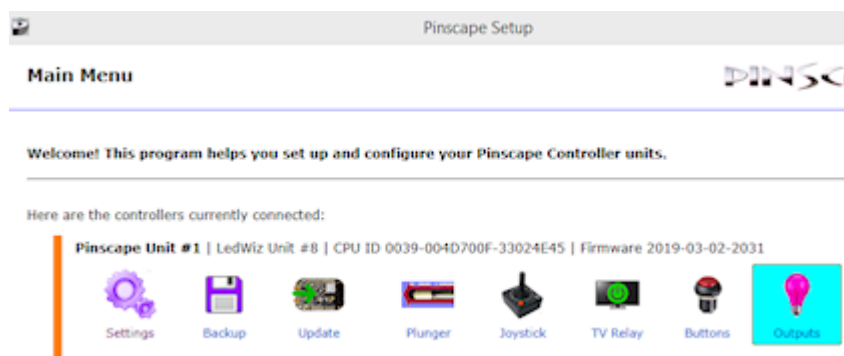 Pinscape Setup
Main Menu
PINSC
Welcome! This program helps you set up and configure your Pinscape Controller units.
Here are the controllers currently connected:
Pinscape Unit #1 | LedWiz Unit #8 | CPU ID 0039-004D700F-33024E45 | Firmware 2019-03-02-2031
Settings Backup Update Plunger Joystick TV Relay Buttons Outputs